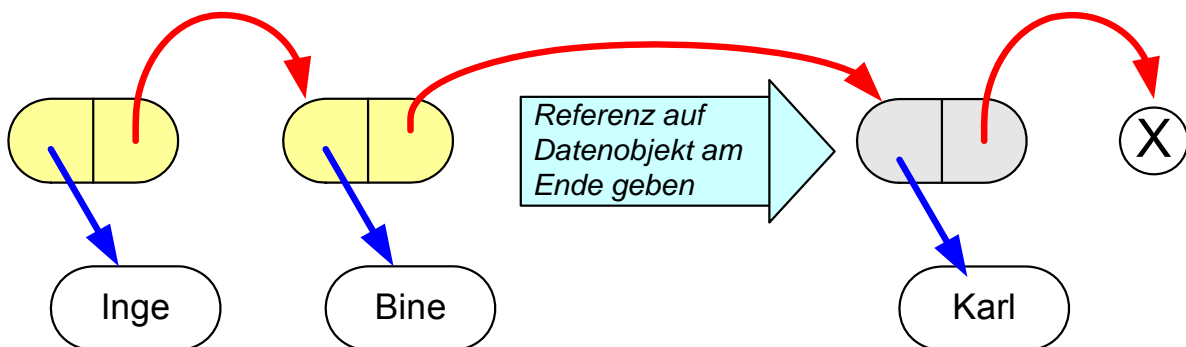 Referenz auf
Datenobjekt am
Ende geben
X
Inge
Bine
Karl